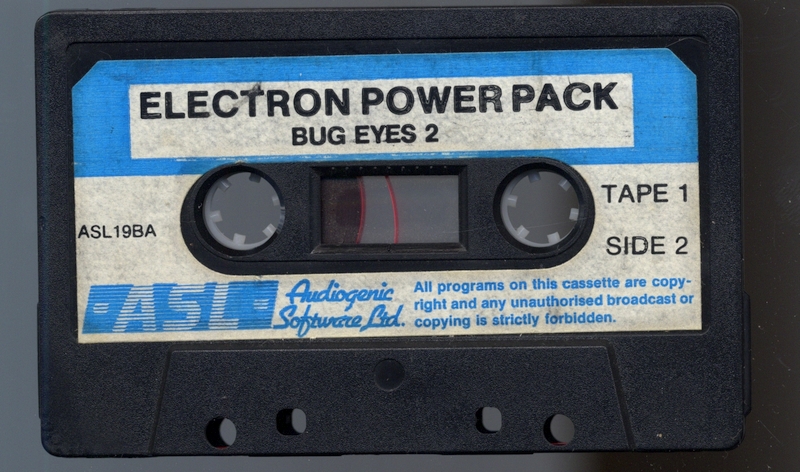 ELECTRON POWER PACK
BUG EYES 2
TAPE 1
ASL19BA
SIDE 2
ASL
Audiogenic
Software Ltd.
All programs on this cassette are copy-
right and any unauthorised broadcast or
copying is strictly forbidden.